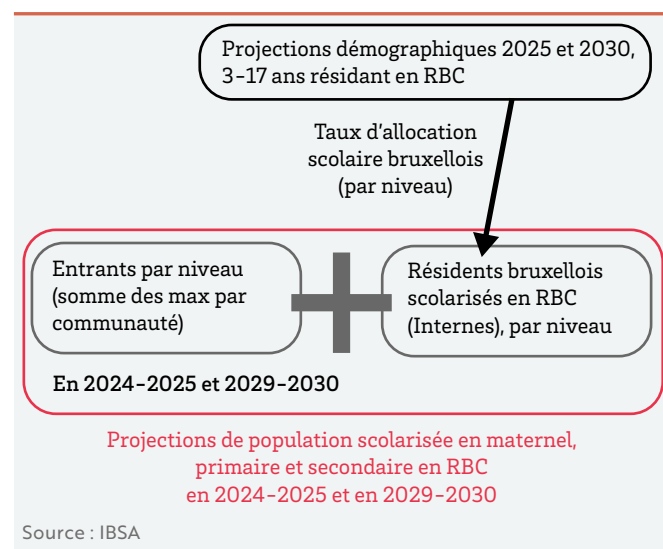 Projections démographiques 2025 et 2030,
3-17 ans résidant en RBC
Taux d'allocation
scolaire bruxellois
(par niveau)
Entrants par niveau
(somme des max par
communauté)
Résidents bruxellois
scolarisés en RBC
(Internes), par niveau
En 2024-2025 et 2029-2030
Projections de population scolarisée en maternel,
primaire et secondaire en RBC
en 2024-2025 et en 2029-2030
Source : IBSA